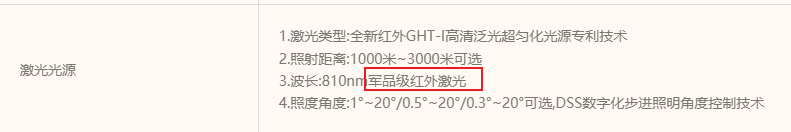 激光光源
1.激光类型:全新红外GHT-I高清泛光超匀化光源专利技术
2.照射距离:1000米~3000米可选
3.波长:810nm军品级红外激光
4.照度角度:1°~20°/0.5°~20°/0.3°~20°可选,DSS数字化步进照明角度控制技术